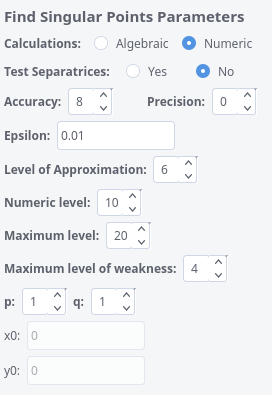 Find Singular Points Parameters
Calculations: Algebraic Numeric
Test Separatrices: Yes No
Accuracy: 8 Precision: 0
Epsilon: 0.01
Level of Approximation: 6
Numeric level: 10
Maximum level: 20
Maximum level of weakness: 4
p: 1 q: 1
x0: 0
y0: 0